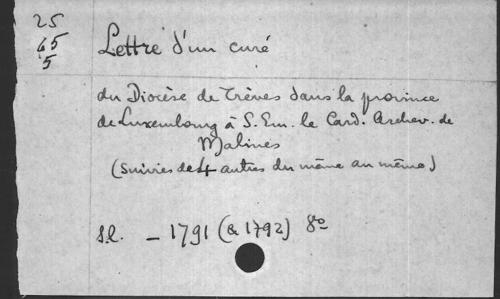 25
65
5
Lettre d'un curé
du Diocèse de Trèves dans la province
de Luxembourg à S. Em. le Card. Archev. de
Malines
(suivies de 4 autres du même au même)
s.l. — 1791 (& 1792) 8o